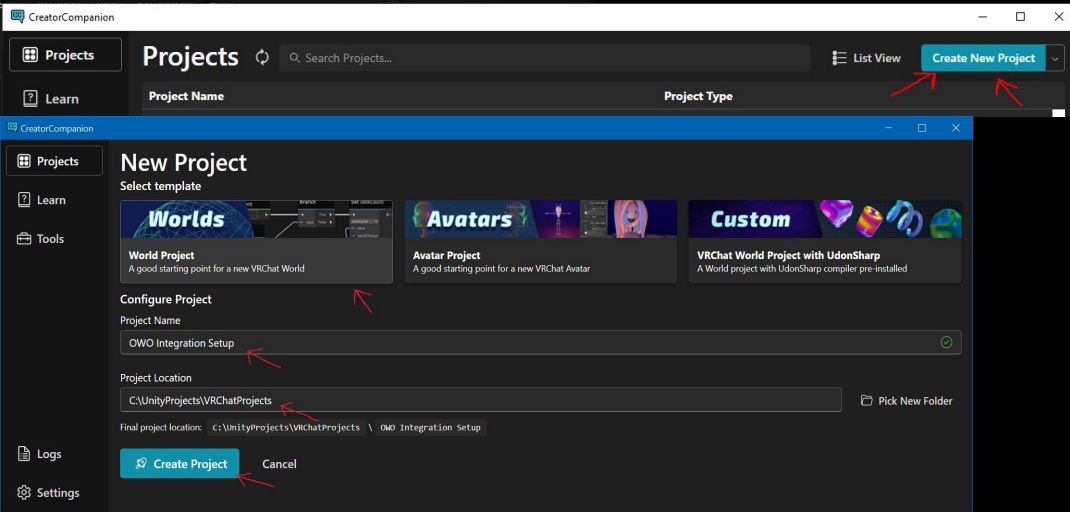 CreatorCompanion
Projects
Projects
Search Projects...
List View
Create New Project
Learn
Project Name
Project Type
CreatorCompanion
Projects
Learn
Tools
Logs
Settings
New Project
Select template
Worlds
Branch
Set clickCount
World Project
A good starting point for a new VRChat World
Avatars
Avatar Project
A good starting point for a new VRChat Avatar
Custom
VRChat World Project with UdonSharp
A World project with UdonSharp compiler pre-installed
Configure Project
Project Name
OWO Integration Setup
Project Location
C:\UnityProjects\VRChatProjects
Pick New Folder
Final project location: C:\UnityProjects\VRChatProjects \ OWO Integration Setup
Create Project
Cancel